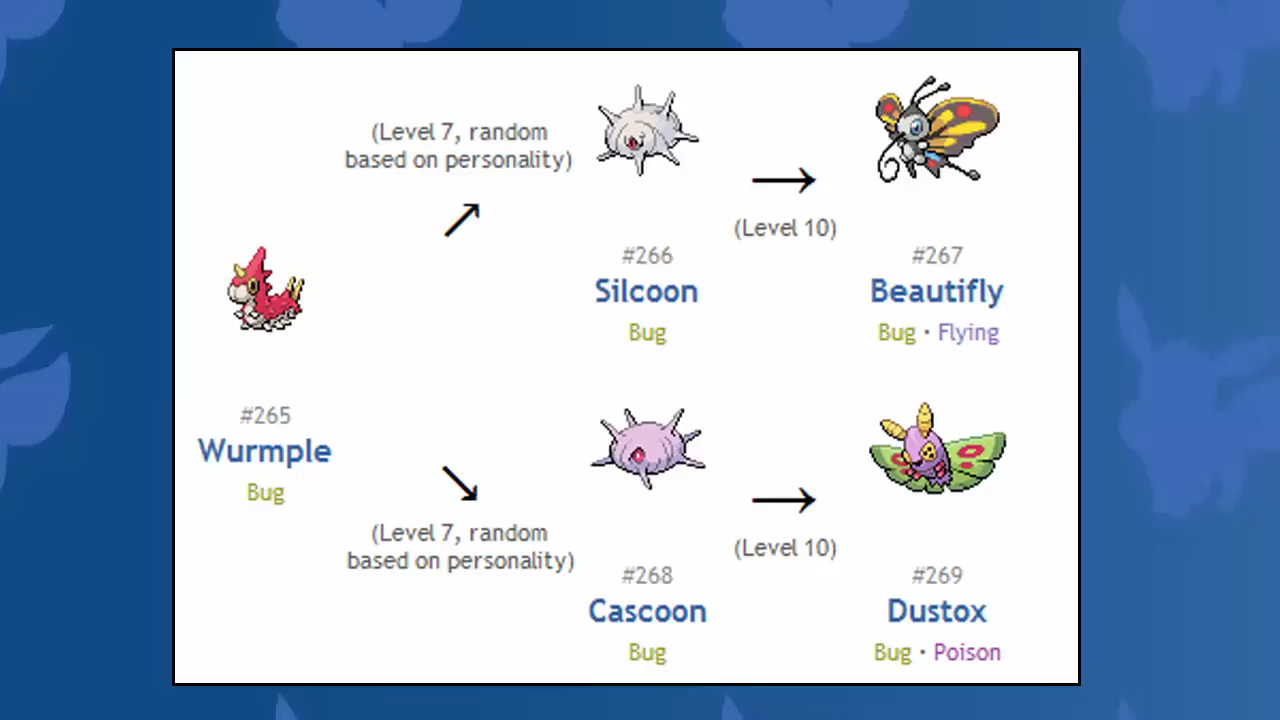 (Level 7, random
based on personality)
→
(Level 10)
#266
Silcoon
Bug
#267
Beautifly
Bug · Flying
#265
Wurmple
Bug
(Level 7, random
based on personality)
(Level 10)
#268
Cascoon
Bug
#269
Dustox
Bug · Poison